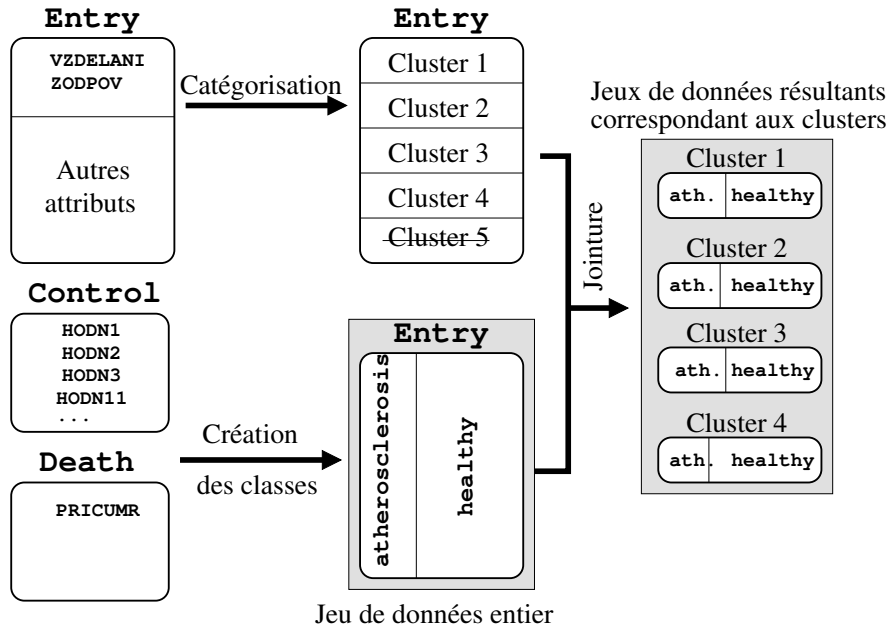 Entry
VZDELANI
ZODPOV
Autres
attributs
Catégorisation
Entry
Cluster 1
Cluster 2
Cluster 3
Cluster 4
Cluster 5
Control
HODN1
HODN2
HODN3
HODN11
...
Death
PRICUMR
Création
des classes
Entry
atherosclerosis
healthy
Jeu de données entier
Jointure
Jeux de données résultants
correspondant aux clusters
Cluster 1
ath. healthy
Cluster 2
ath. healthy
Cluster 3
ath. healthy
Cluster 4
ath. healthy